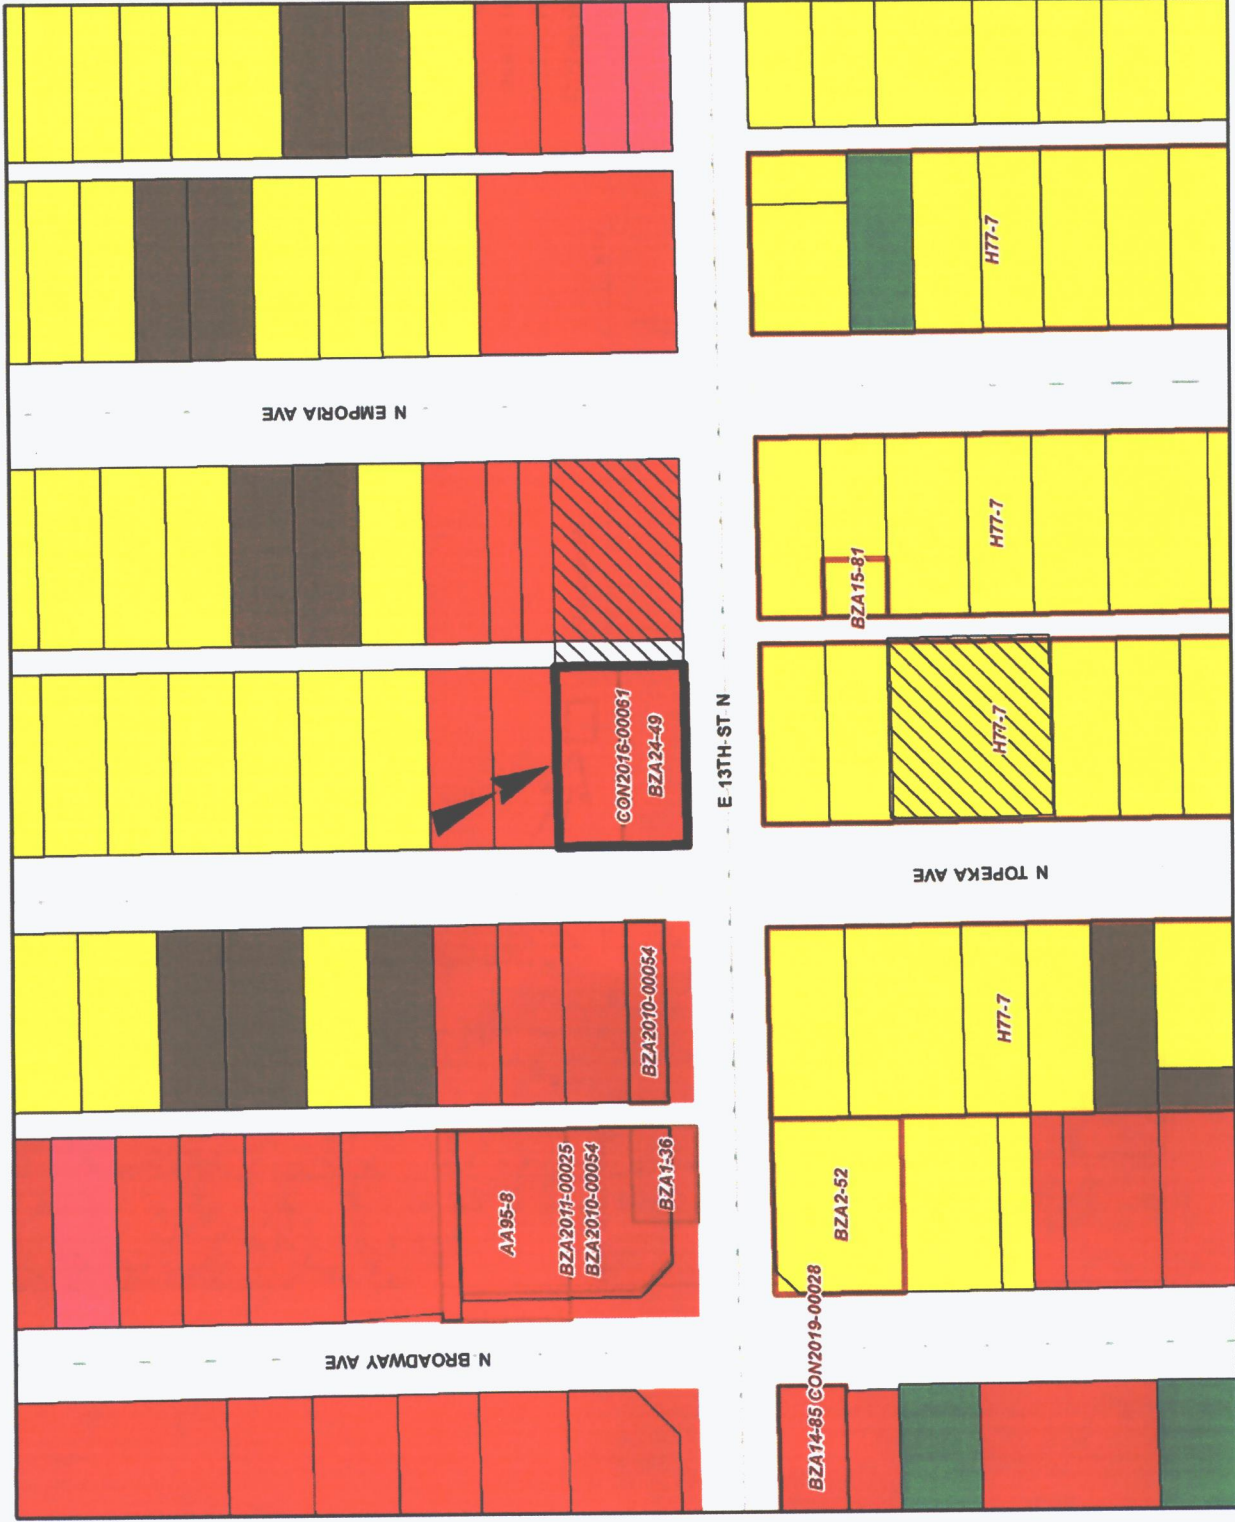 N EMPORIA AVE
H77-7
H77-7
BZA15-81
CON2016-00061
BZA24-49
E 13TH ST N
H77-7
N TOPEKA AVE
BZA2010-00054
H77-7
AA95-8
BZA2011-00025
BZA2010-00054
BZA1-36
BZA2-52
N BROADWAY AVE
BZA14-85 CON2019-00028